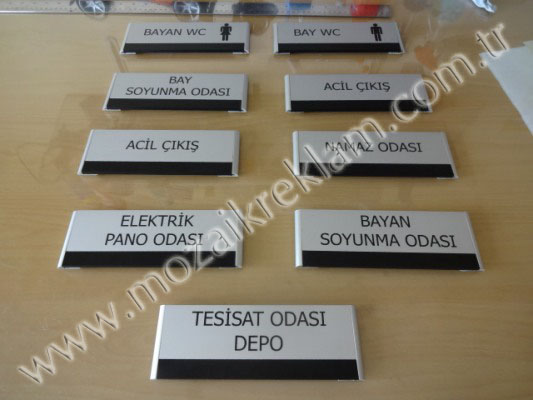 BAYAN WC
BAY WC
BAY
SOYUNMA ODASI
ACİL ÇIKIŞ
ACİL ÇIKIŞ
NAMAZ ODASI
ELEKTRİK
PANO ODASI
BAYAN
SOYUNMA ODASI
TESİSAT ODASI
DEPO
www.mozaikreklam.com.tr